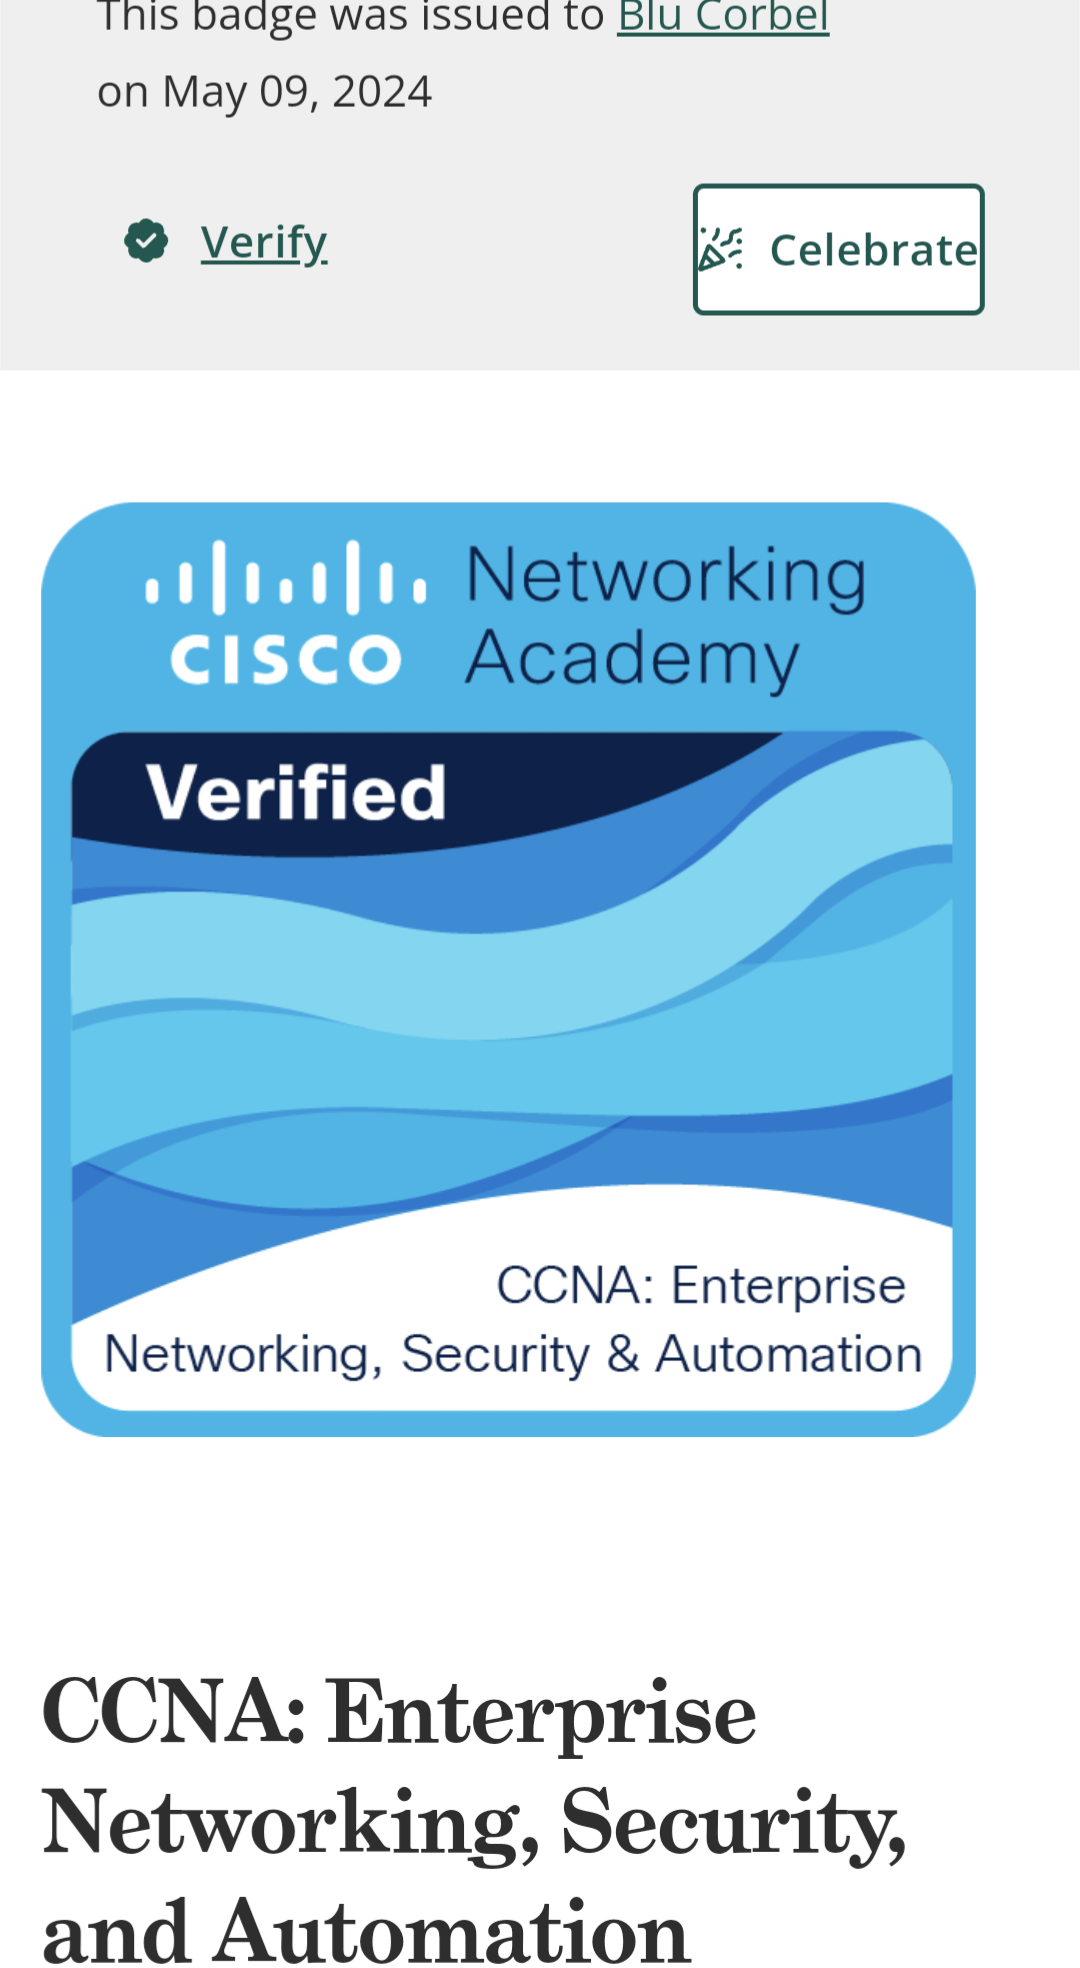 This badge was issued to Blu Corbel
on May 09, 2024
Verify
Celebrate
CISCO
Networking
Academy
Verified
CCNA: Enterprise
Networking, Security & Automation
CCNA: Enterprise
Networking, Security,
and Automation